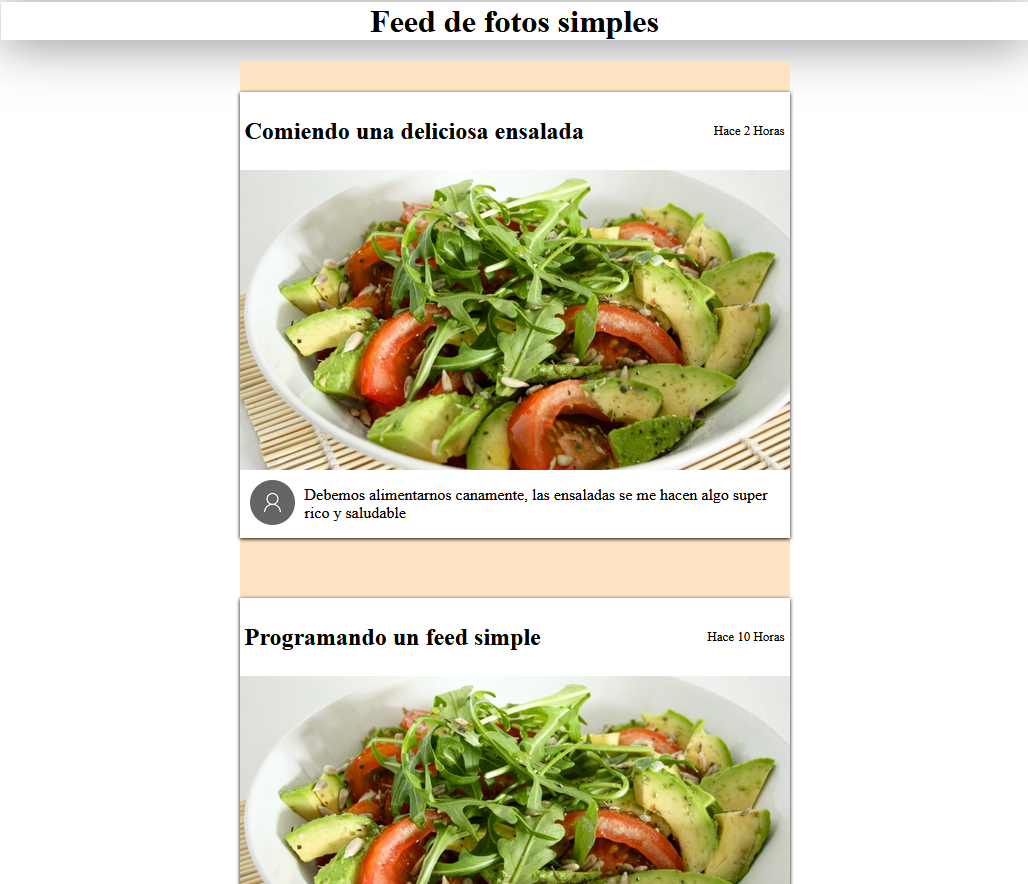 Feed de fotos simples
Comiendo una deliciosa ensalada
Hace 2 Horas
Debemos alimentarnos canamente, las ensaladas se me hacen algo super
rico y saludable
Programando un feed simple
Hace 10 Horas